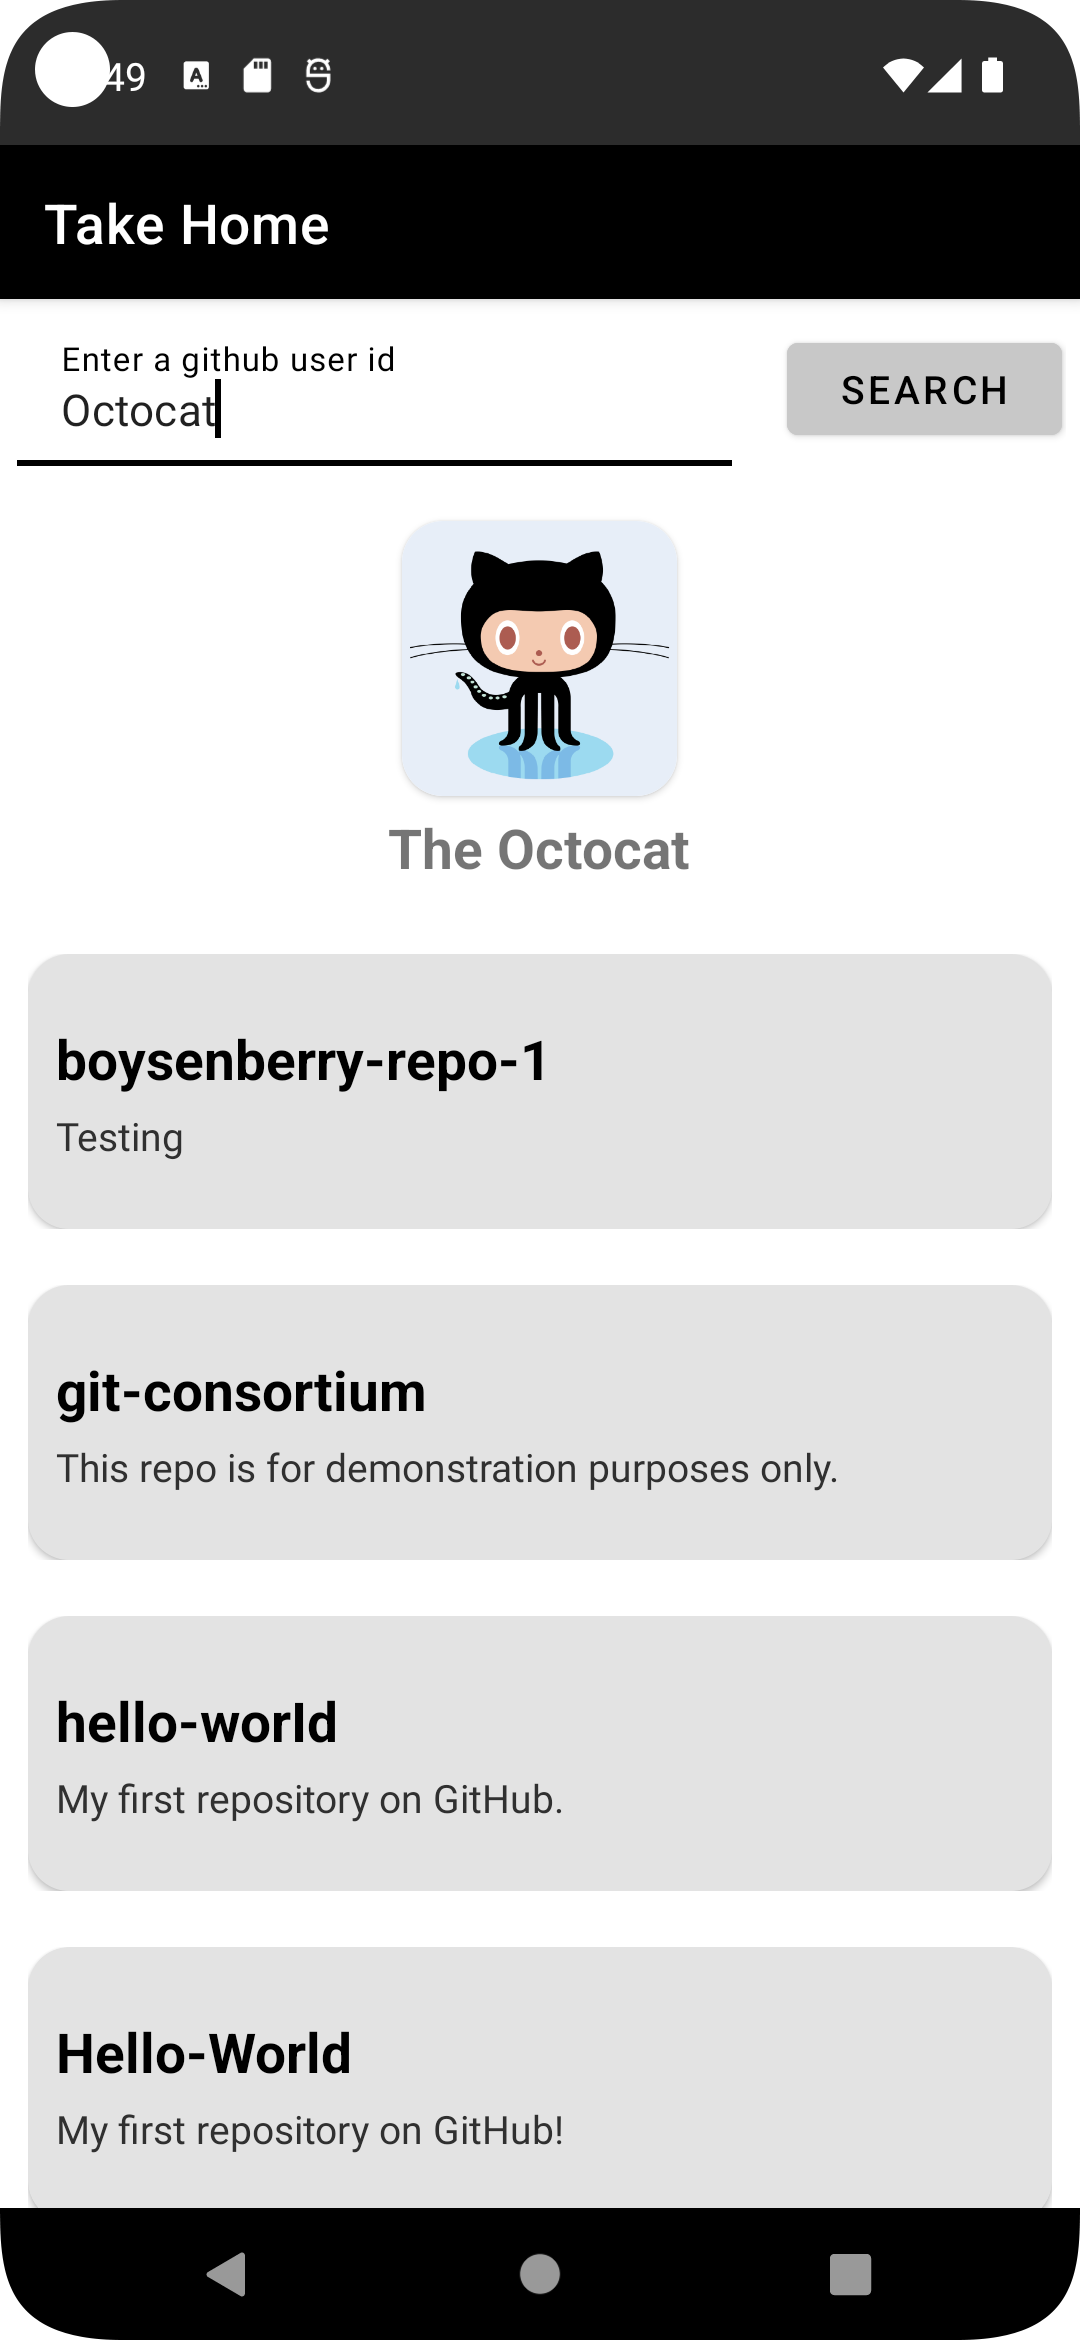 49
Take Home
Enter a github user id
Octocat
SEARCH
The Octocat
boysenberry-repo-1
Testing
git-consortium
This repo is for demonstration purposes only.
hello-world
My first repository on GitHub.
Hello-World
My first repository on GitHub!